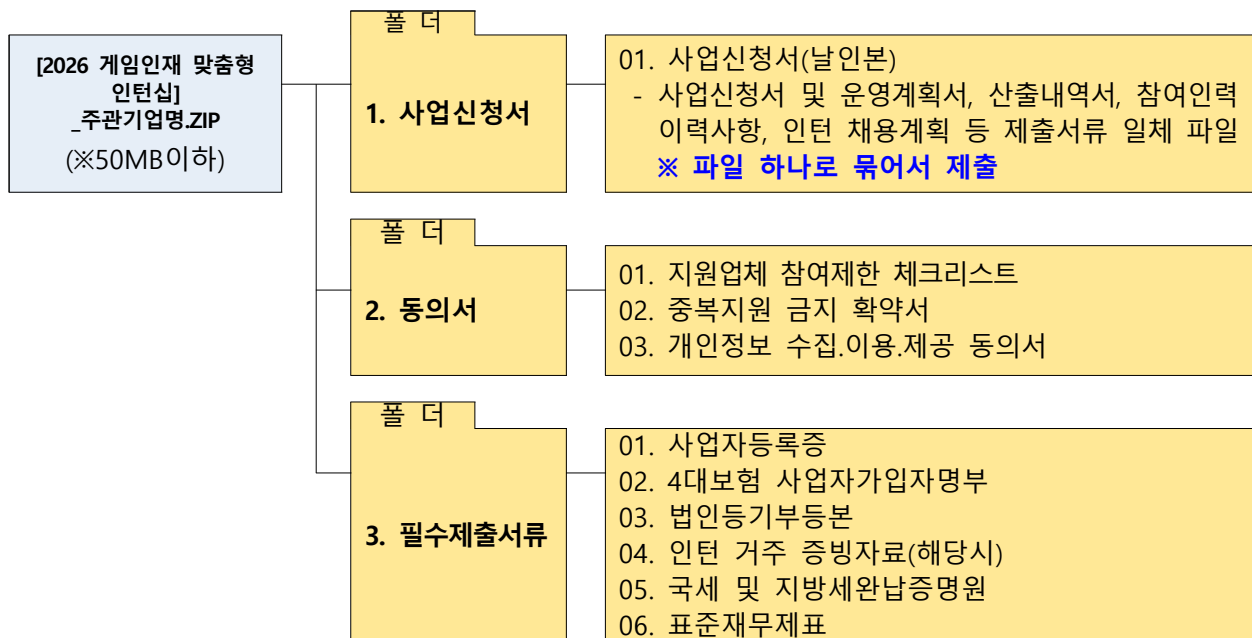 [2026 게임인재 맞춤형
인턴십]
_주관기업명.ZIP
(※50MB이하)
폴 더
1. 사업신청서
01. 사업신청서(날인본)
- 사업신청서 및 운영계획서, 산출내역서, 참여인력
이력사항, 인턴 채용계획 등 제출서류 일체 파일
※ 파일 하나로 묶어서 제출
폴 더
2. 동의서
01. 지원업체 참여제한 체크리스트
02. 중복지원 금지 확약서
03. 개인정보 수집.이용.제공 동의서
폴 더
3. 필수제출서류
01. 사업자등록증
02. 4대보험 사업자가입자명부
03. 법인등기부등본
04. 인턴 거주 증빙자료(해당시)
05. 국세 및 지방세완납증명원
06. 표준재무제표